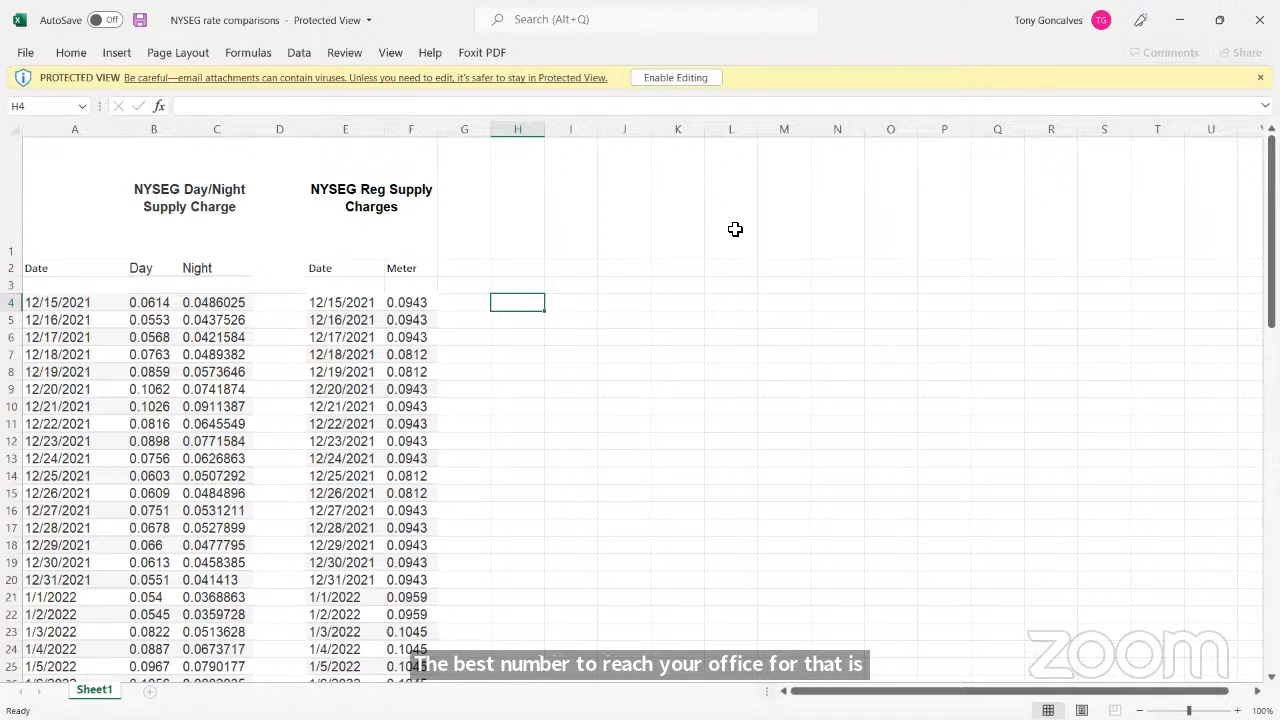 AutoSave Off NYSEG rate comparisons - Protected View Search (Alt+Q) Tony Goncalves TG
File Home Insert Page Layout Formulas Data Review View Help Foxit PDF Comments Share
PROTECTED VIEW Be careful—email attachments can contain viruses. Unless you need to edit, it's safer to stay in Protected View. Enable Editing
H4 fx
A B C D E F G H I J K L M N O P Q R S T U
NYSEG Day/Night NYSEG Reg Supply
Supply Charge Charges
1
2 Date Day Night Date Meter
3
4 12/15/2021 0.0614 0.0486025 12/15/2021 0.0943
5 12/16/2021 0.0553 0.0437526 12/16/2021 0.0943
6 12/17/2021 0.0568 0.0421584 12/17/2021 0.0943
7 12/18/2021 0.0763 0.0489382 12/18/2021 0.0812
8 12/19/2021 0.0859 0.0573646 12/19/2021 0.0812
9 12/20/2021 0.1062 0.0741874 12/20/2021 0.0943
10 12/21/2021 0.1026 0.0911387 12/21/2021 0.0943
11 12/22/2021 0.0816 0.0645549 12/22/2021 0.0943
12 12/23/2021 0.0898 0.0771584 12/23/2021 0.0943
13 12/24/2021 0.0756 0.0626863 12/24/2021 0.0943
14 12/25/2021 0.0603 0.0507292 12/25/2021 0.0812
15 12/26/2021 0.0609 0.0484896 12/26/2021 0.0812
16 12/27/2021 0.0751 0.0531211 12/27/2021 0.0943
17 12/28/2021 0.0678 0.0527899 12/28/2021 0.0943
18 12/29/2021 0.066 0.0477795 12/29/2021 0.0943
19 12/30/2021 0.0613 0.0458385 12/30/2021 0.0943
20 12/31/2021 0.0551 0.041413 12/31/2021 0.0943
21 1/1/2022 0.054 0.0368863 1/1/2022 0.0959
22 1/2/2022 0.0545 0.0359728 1/2/2022 0.0959
23 1/3/2022 0.0822 0.0513628 1/3/2022 0.1045
24 1/4/2022 0.0887 0.0673717 1/4/2022 0.1045
25 1/5/2022 0.0967 0.0790177 1/5/2022
zoom
The best number to reach your office for that is
Sheet1
Ready 100%